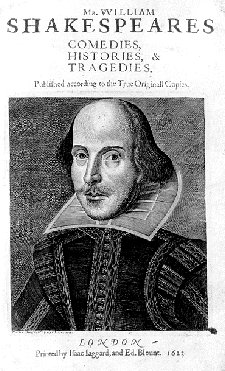 Mr. WILLIAM
SHAKESPEARES
COMEDIES,
HISTORIES, &
TRAGEDIES.
Published according to the True Originall Copies.
LONDON
Printed by Isaac Iaggard, and Ed. Blount. 1623